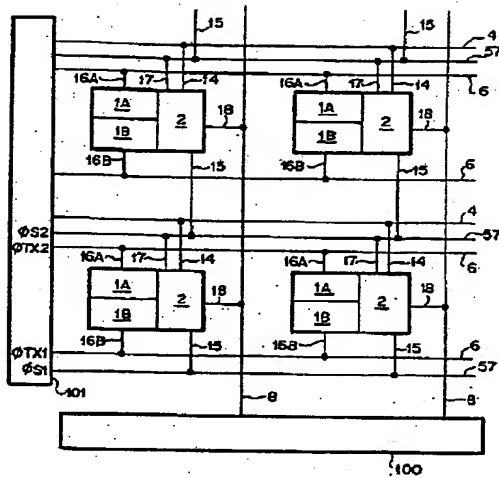 15 15
4
57
16A 17 14 16A 17 14 6
1A 2 18 1A 2 18
1B 1B
16B 15 16B 15
6
4
ΦS2 57
ΦTX2 6
16A 17 14 16A 17 14
1A 2 18 1A 2 18
1B 1B
16B 15 16B 15
ΦTX1 6
ΦS1 57
101 8 8
100